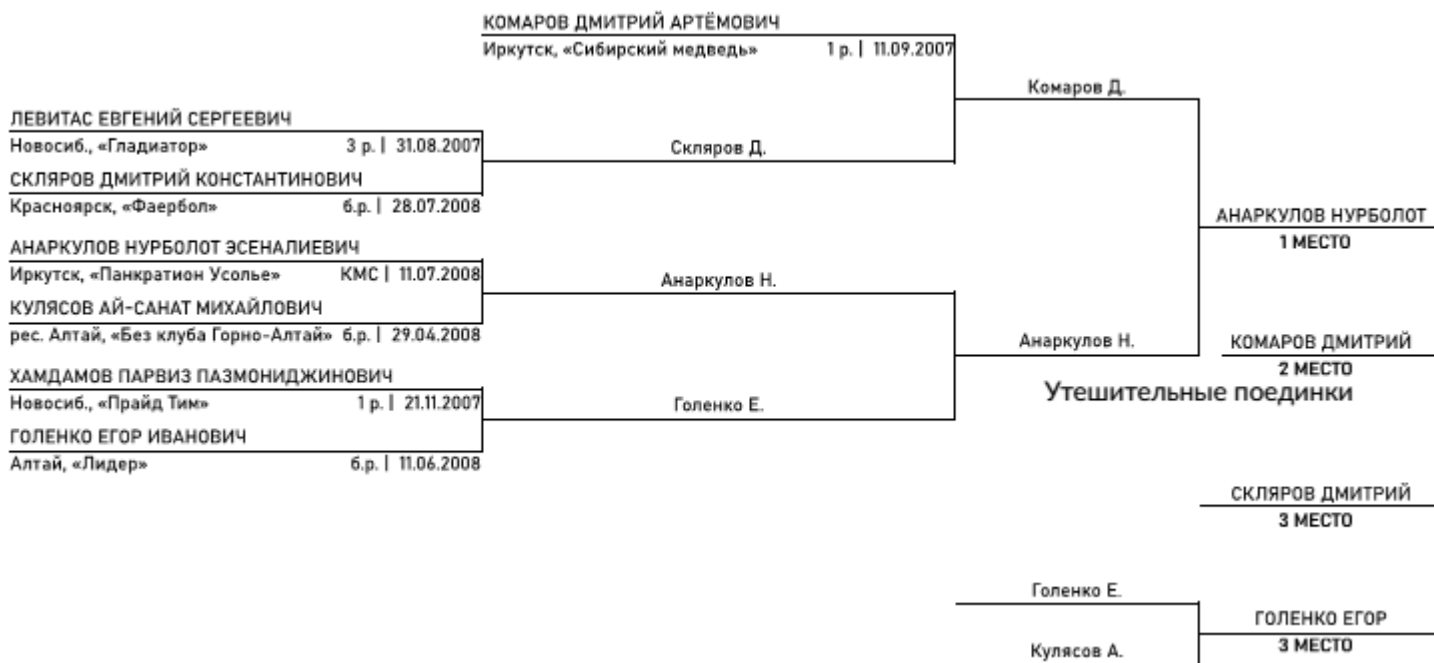 КОМАРОВ ДМИТРИЙ АРТЁМОВИЧ
Иркутск, «Сибирский медведь» 1 р. | 11.09.2007
Комаров Д.
ЛЕВИТАС ЕВГЕНИЙ СЕРГЕЕВИЧ
Новосиб., «Гладиатор» 3 р. | 31.08.2007
Скляров Д.
СКЛЯРОВ ДМИТРИЙ КОНСТАНТИНОВИЧ
Красноярск, «Фаербол» б.р. | 28.07.2008
АНАРКУЛОВ НУРБОЛОТ
1 МЕСТО
АНАРКУЛОВ НУРБОЛОТ ЭСЕНАЛИЕВИЧ
Иркутск, «Панкратион Усолье» КМС | 11.07.2008
Анаркулов Н.
КУЛЯСОВ АЙ-САНАТ МИХАЙЛОВИЧ
рес. Алтай, «Без клуба Горно-Алтай» б.р. | 29.04.2008
Анаркулов Н.
КОМАРОВ ДМИТРИЙ
2 МЕСТО
ХАМДАМОВ ПАРВИЗ ПАЗМОНИДЖИНОВИЧ
Новосиб., «Прайд Тим» 1 р. | 21.11.2007
Утешительные поединки
Голенко Е.
ГОЛЕНКО ЕГОР ИВАНОВИЧ
Алтай, «Лидер» б.р. | 11.06.2008
СКЛЯРОВ ДМИТРИЙ
3 МЕСТО
Голенко Е.
ГОЛЕНКО ЕГОР
3 МЕСТО
Кулясов А.